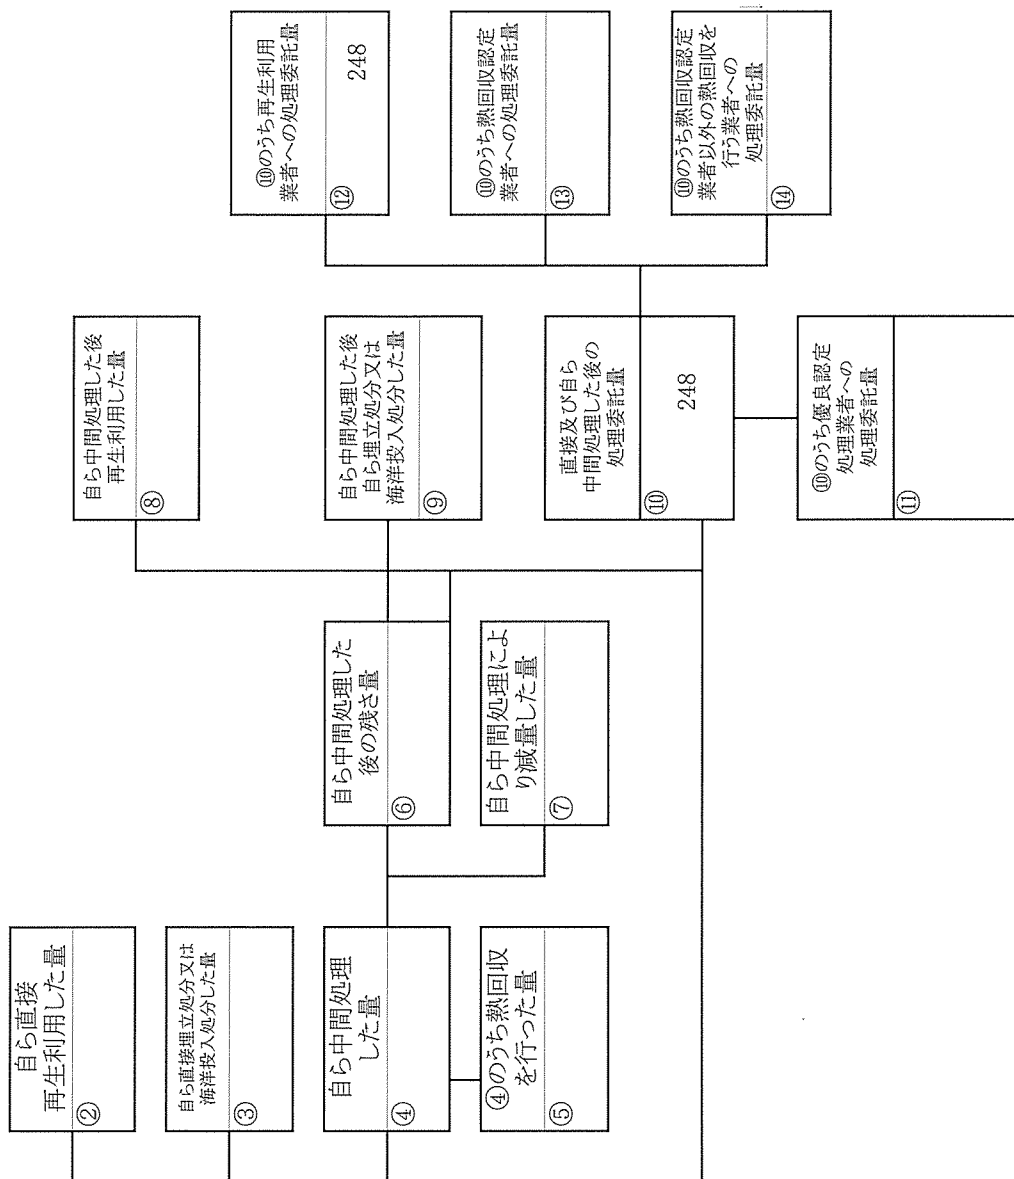 自ら直接
再生利用した量
②
自ら直接埋立処分又は
海洋投入処分した量
③
自ら中間処理
した量
④
④のうち熱回収
を行った量
⑤
自ら中間処理した
後の残さ量
⑥
自ら中間処理によ
り減量した量
⑦
自ら中間処理した後
再生利用した量
⑧
自ら中間処理した後
自ら埋立処分又は
海洋投入処分した量
⑨
直接及び自ら
中間処理した後の
処理委託量
⑩
248
⑩のうち優良認定
処理業者への
処理委託量
⑪
⑩のうち再生利用
業者への処理委託量
⑫
248
⑩のうち熱回収認定
業者への処理委託量
⑬
⑩のうち熱回収認定
業者以外の熱回収を
行う業者への
処理委託量
⑭